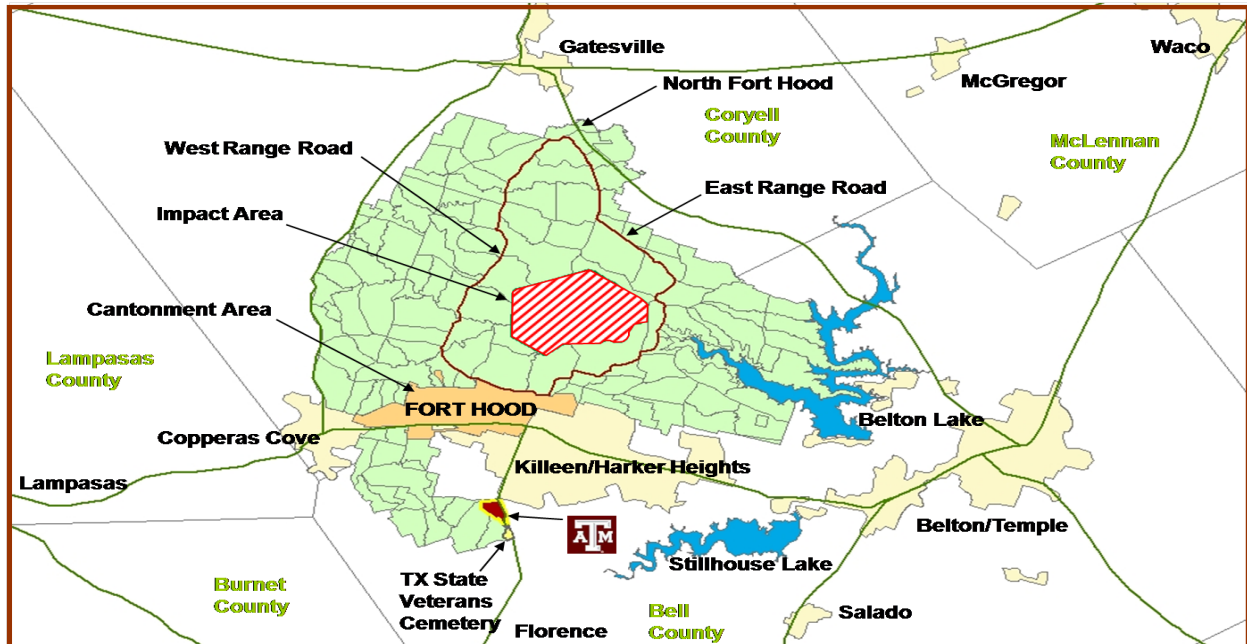 Gatesville
Waco
North Fort Hood
McGregor
Coryell
County
West Range Road
McLennan
County
East Range Road
Impact Area
Cantonment Area
Lampasas
County
FORT HOOD
Belton Lake
Copperas Cove
Killeen/Harker Heights
Lampasas
Belton/Temple
ATM
Stillhouse Lake
TX State
Veterans
Cemetery
Burnet
County
Bell
County
Salado
Florence